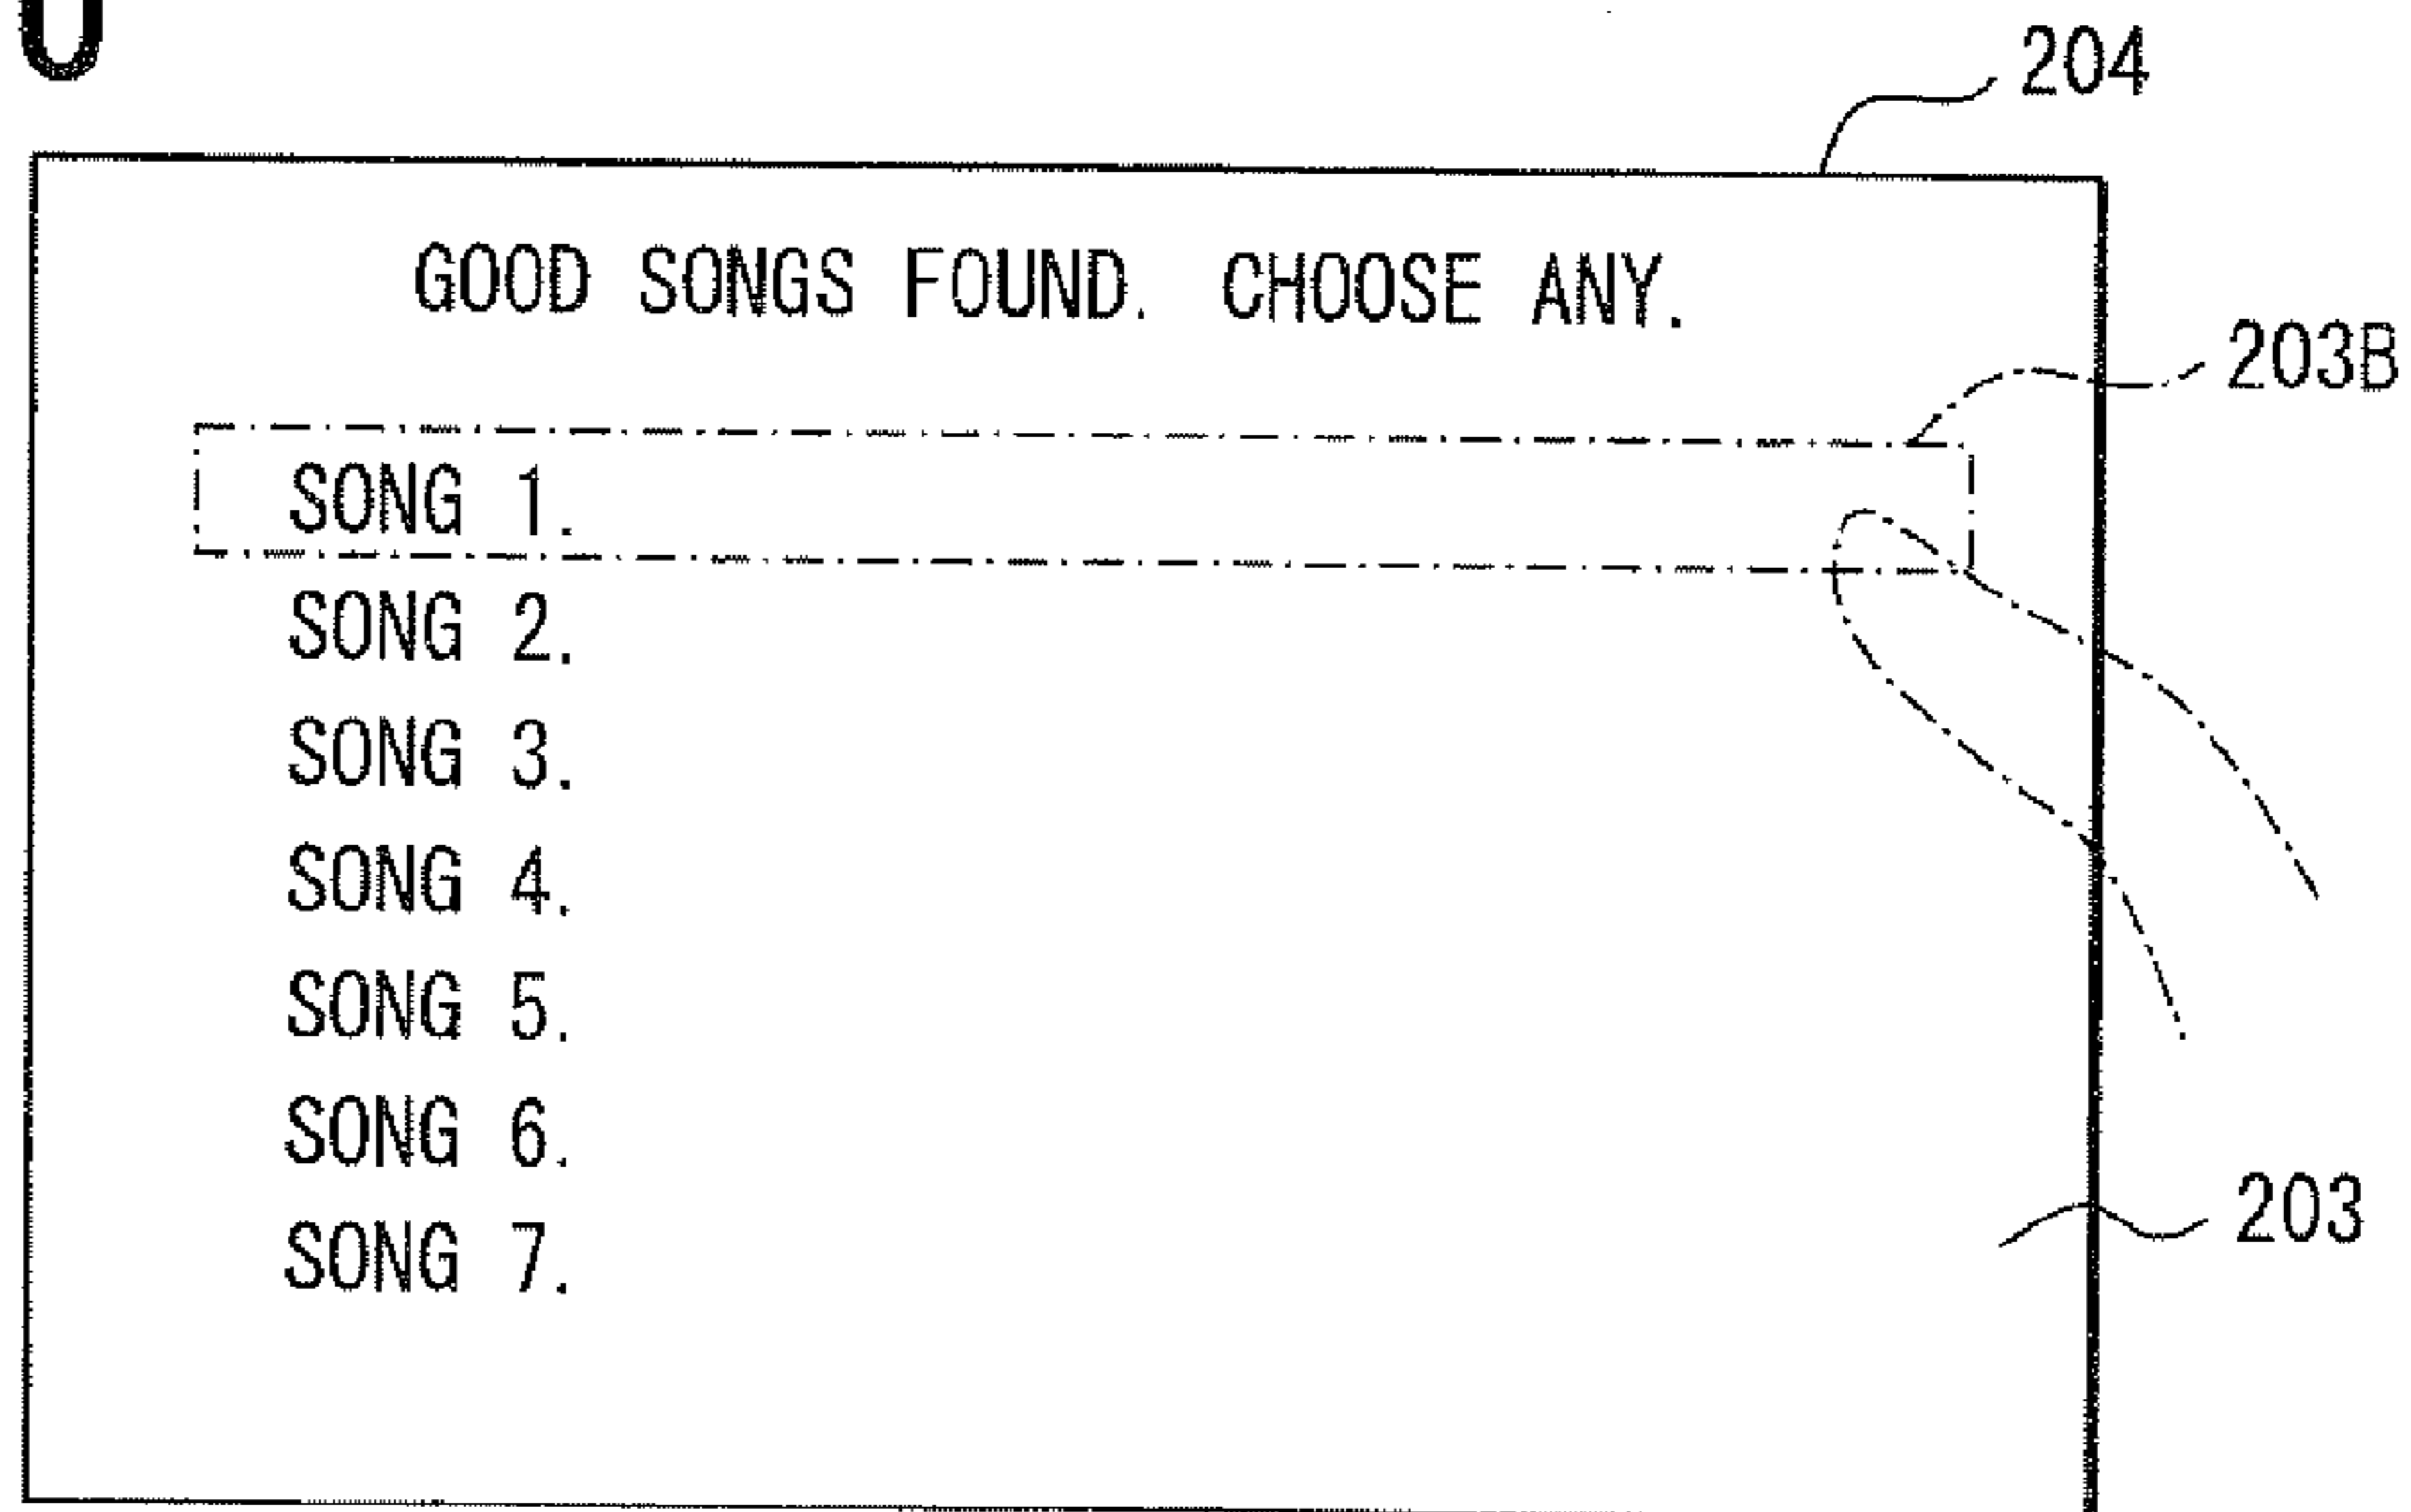 204
GOOD SONGS FOUND. CHOOSE ANY.
203B
SONG 1.
SONG 2.
SONG 3.
SONG 4.
SONG 5.
SONG 6.
SONG 7.
203